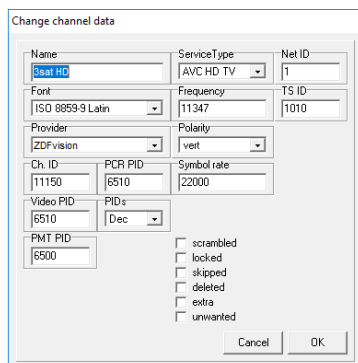 Change channel data
Name ServiceType Net ID
3sat HD AVC HD TV 1
Font Frequency TS ID
ISO 8859-9 Latin 11347 1010
Provider Polarity
ZDFvision vert
Ch. ID PCR PID Symbol rate
11150 6510 22000
Video PID PIDs
6510 Dec
PMT PID
6500
scrambled
locked
skipped
deleted
extra
unwanted
Cancel OK